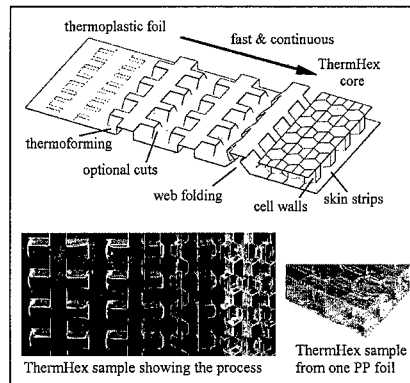 thermoplastic foil
fast & continuous
ThermHex
core
thermoforming
optional cuts
web folding
cell walls
skin strips
ThermHex sample showing the process
ThermHex sample
from one PP foil